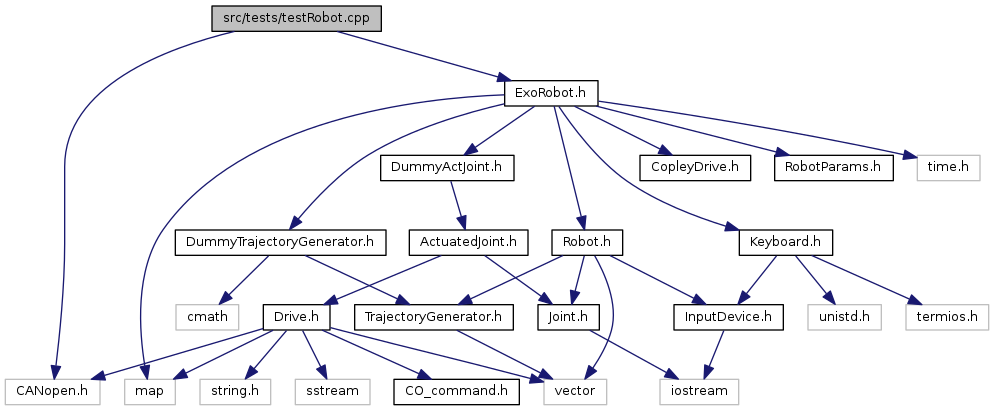 src/tests/testRobot.cpp
ExoRobot.h
DummyActJoint.h
CopleyDrive.h
RobotParams.h
time.h
DummyTrajectoryGenerator.h
ActuatedJoint.h
Robot.h
Keyboard.h
cmath
Drive.h
TrajectoryGenerator.h
Joint.h
InputDevice.h
unistd.h
termios.h
CANopen.h
map
string.h
sstream
CO_command.h
vector
iostream